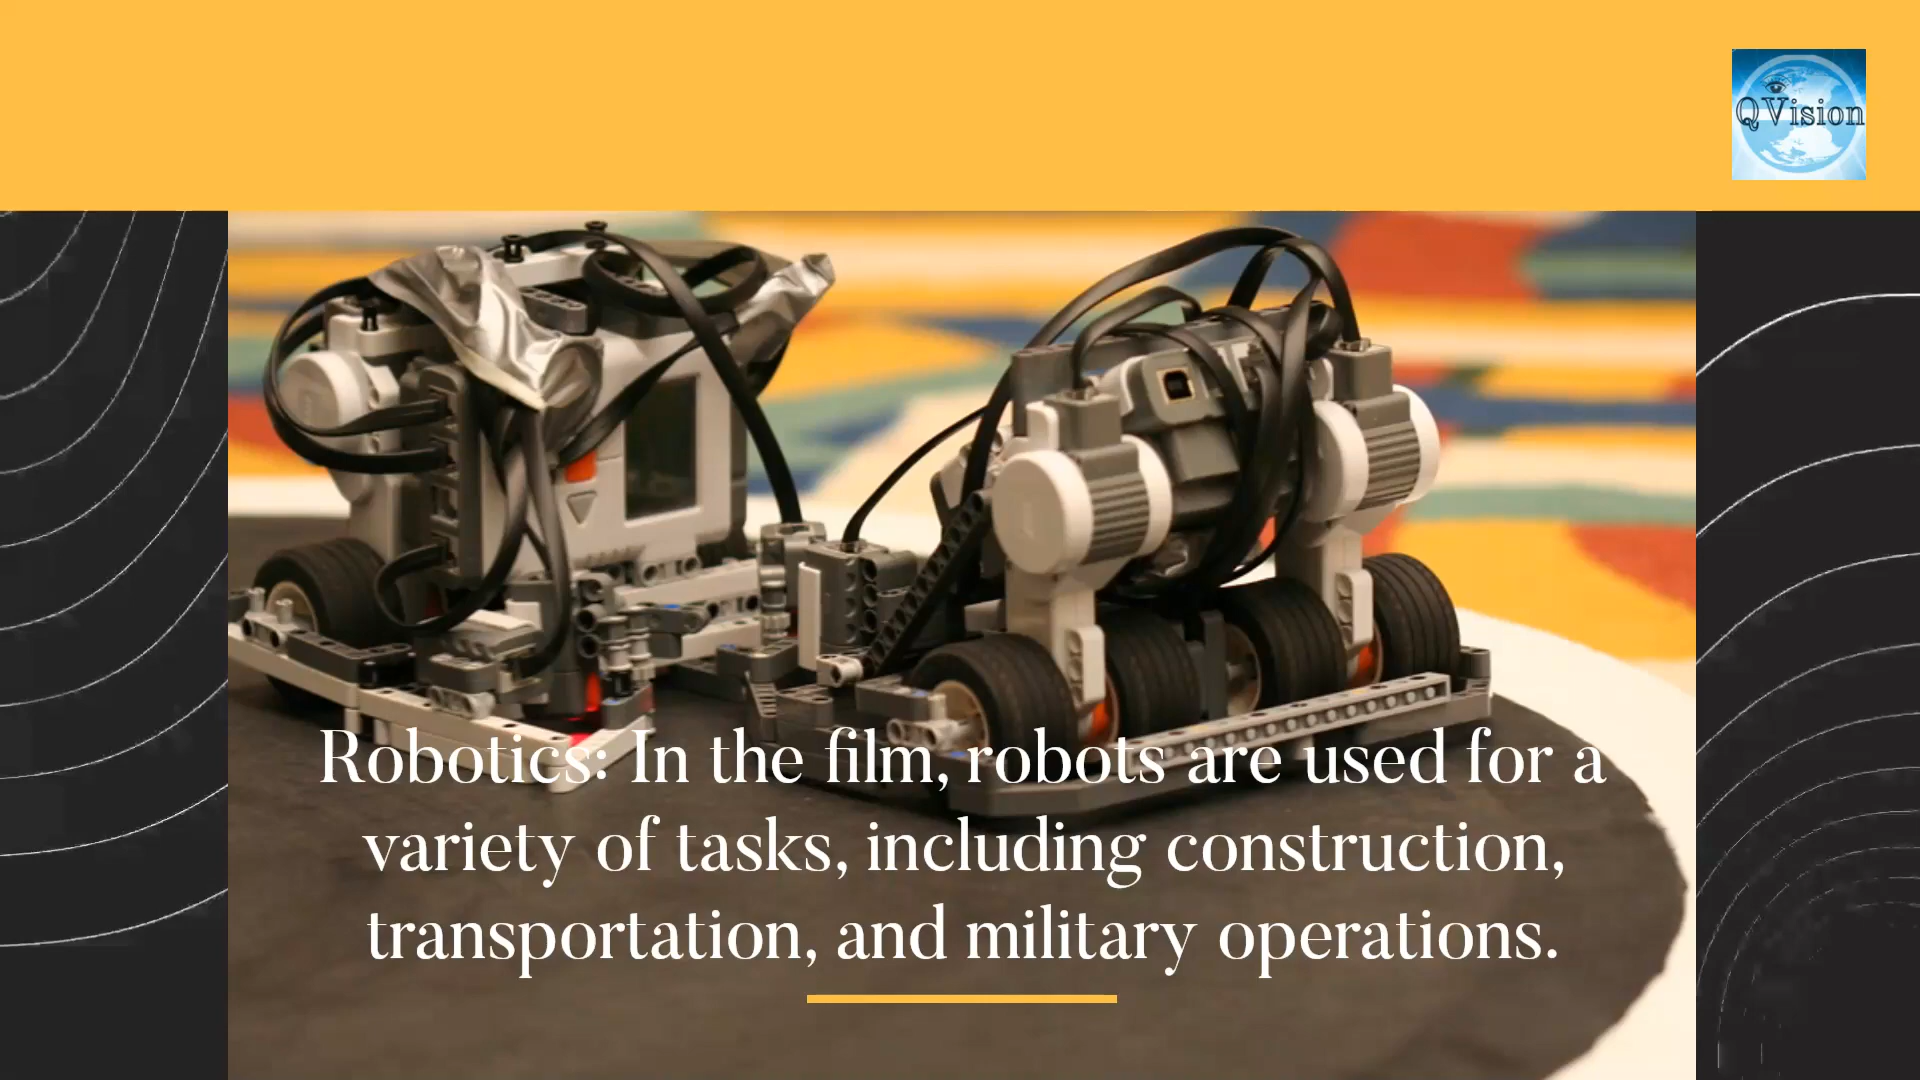 QVision
Robotics: In the film, robots are used for a
variety of tasks, including construction,
transportation, and military operations.